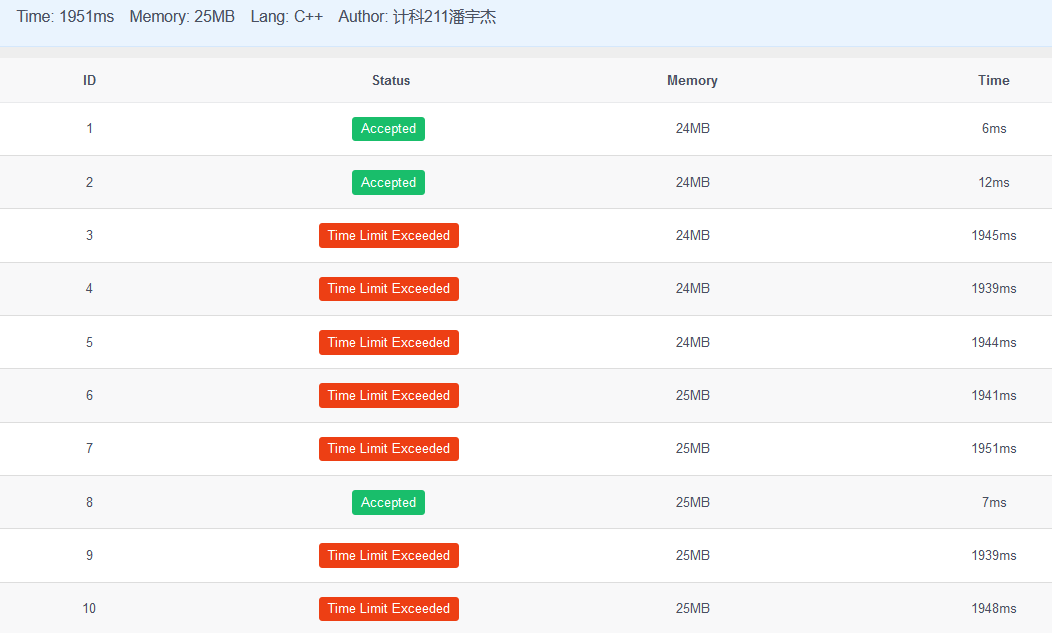 Time: 1951ms Memory: 25MB Lang: C++ Author: 计科211潘宇杰
ID Status Memory Time
1 Accepted 24MB 6ms
2 Accepted 24MB 12ms
3 Time Limit Exceeded 24MB 1945ms
4 Time Limit Exceeded 24MB 1939ms
5 Time Limit Exceeded 24MB 1944ms
6 Time Limit Exceeded 25MB 1941ms
7 Time Limit Exceeded 25MB 1951ms
8 Accepted 25MB 7ms
9 Time Limit Exceeded 25MB 1939ms
10 Time Limit Exceeded 25MB 1948ms